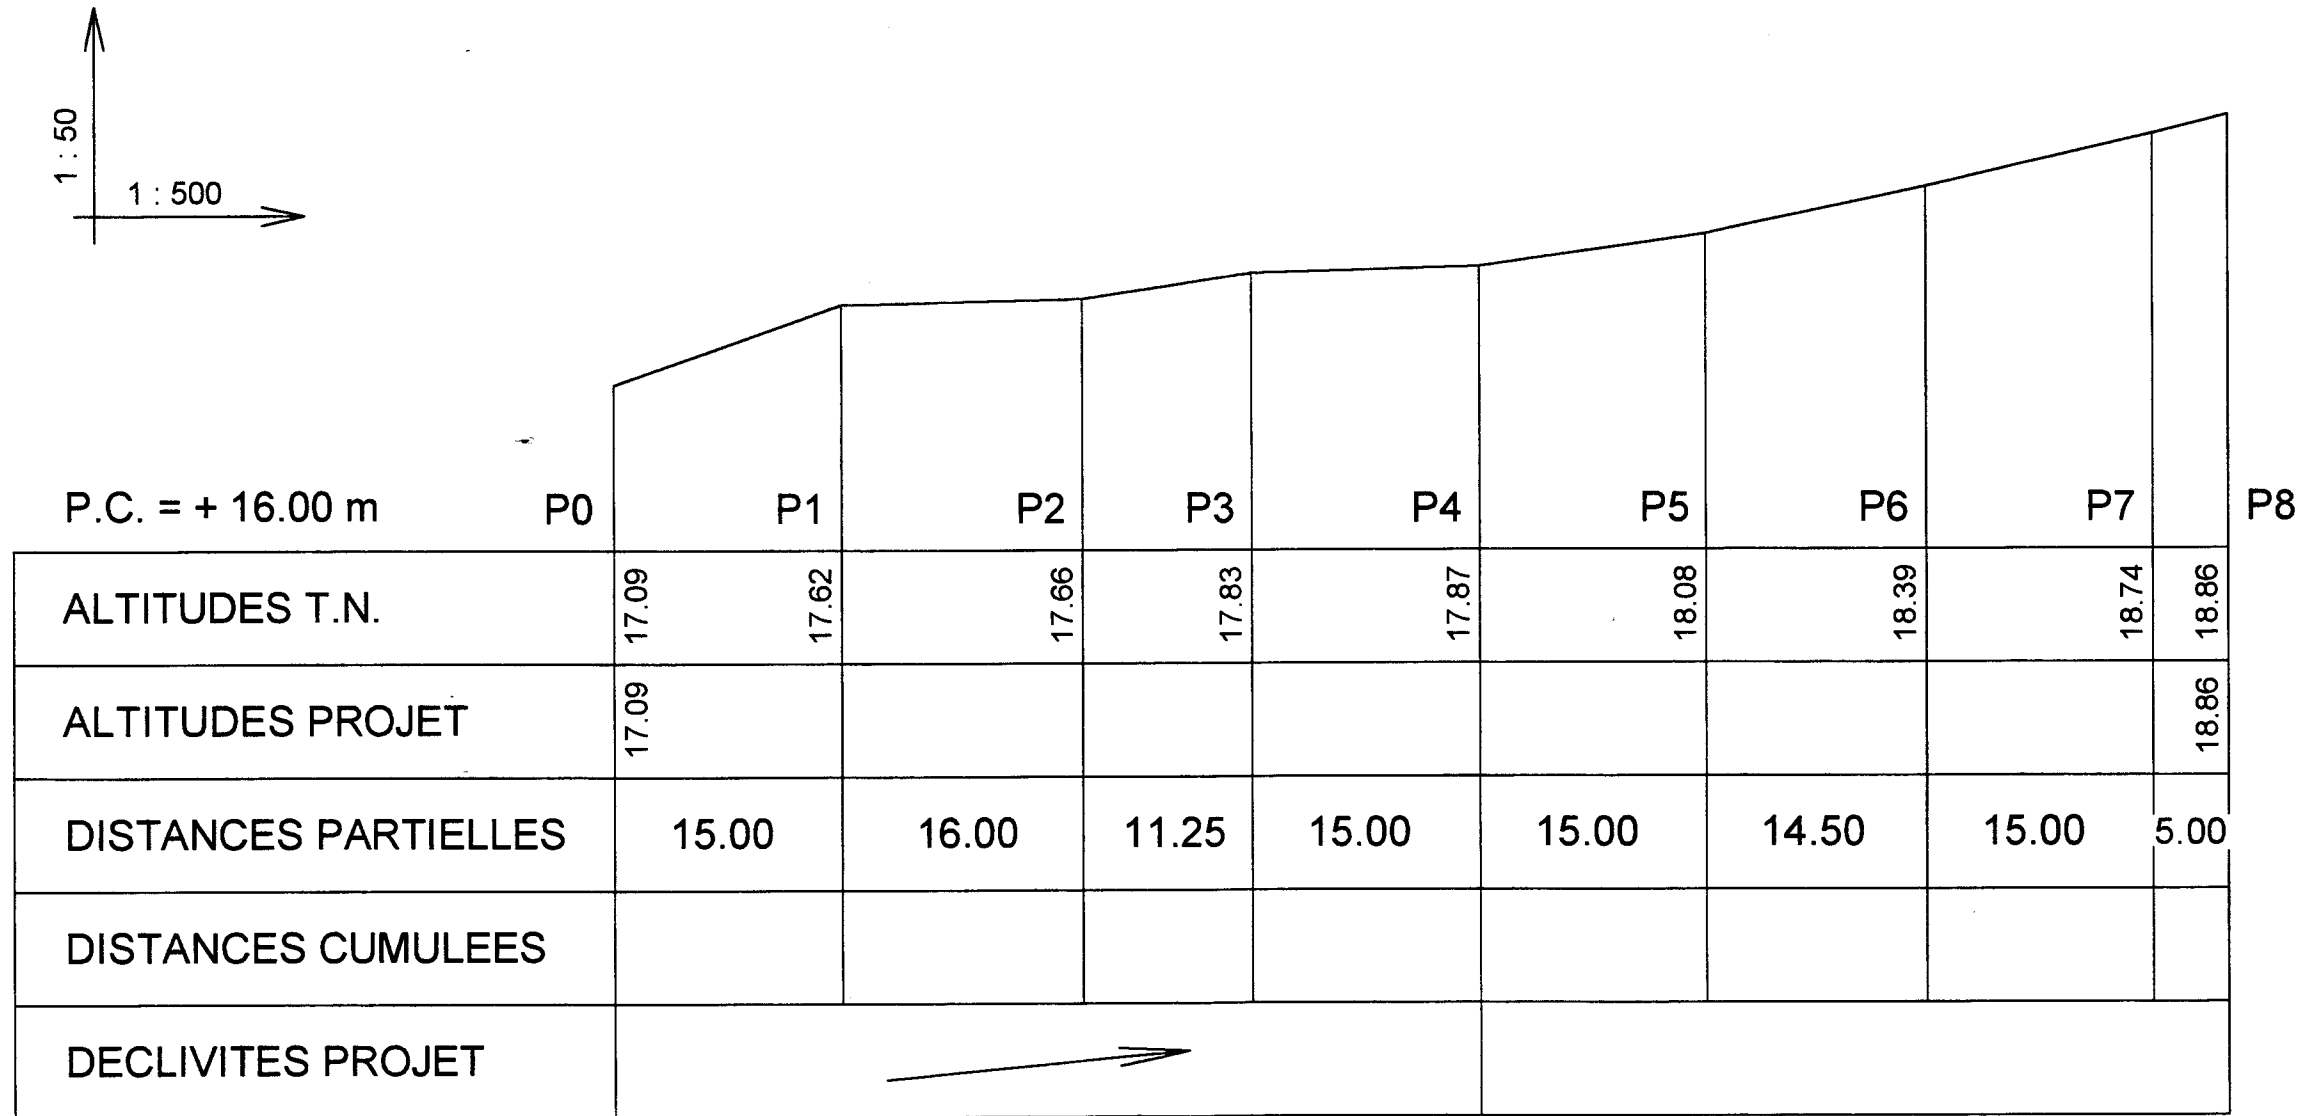 1 : 50
1 : 500
P.C. = + 16.00 m P0 P1 P2 P3 P4 P5 P6 P7 P8
ALTITUDES T.N. 17.09 17.62 17.66 17.83 17.87 18.08 18.39 18.74 18.86
ALTITUDES PROJET 17.09 18.86
DISTANCES PARTIELLES 15.00 16.00 11.25 15.00 15.00 14.50 15.00 5.00
DISTANCES CUMULEES
DECLIVITES PROJET